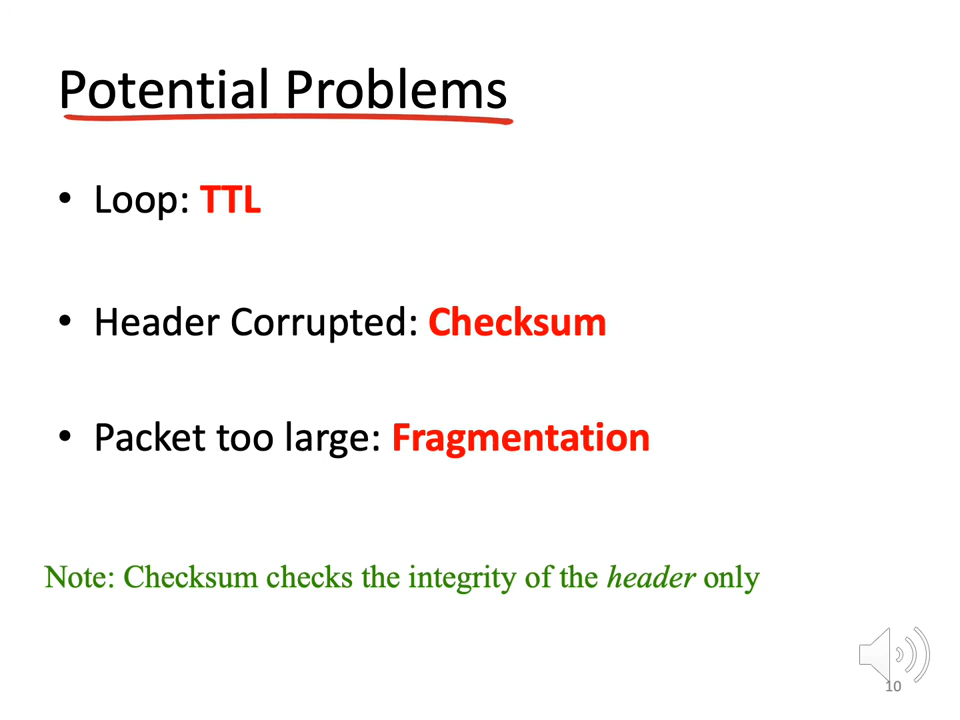 Potential Problems
• Loop: TTL
• Header Corrupted: Checksum
• Packet too large: Fragmentation
Note: Checksum checks the integrity of the header only
10